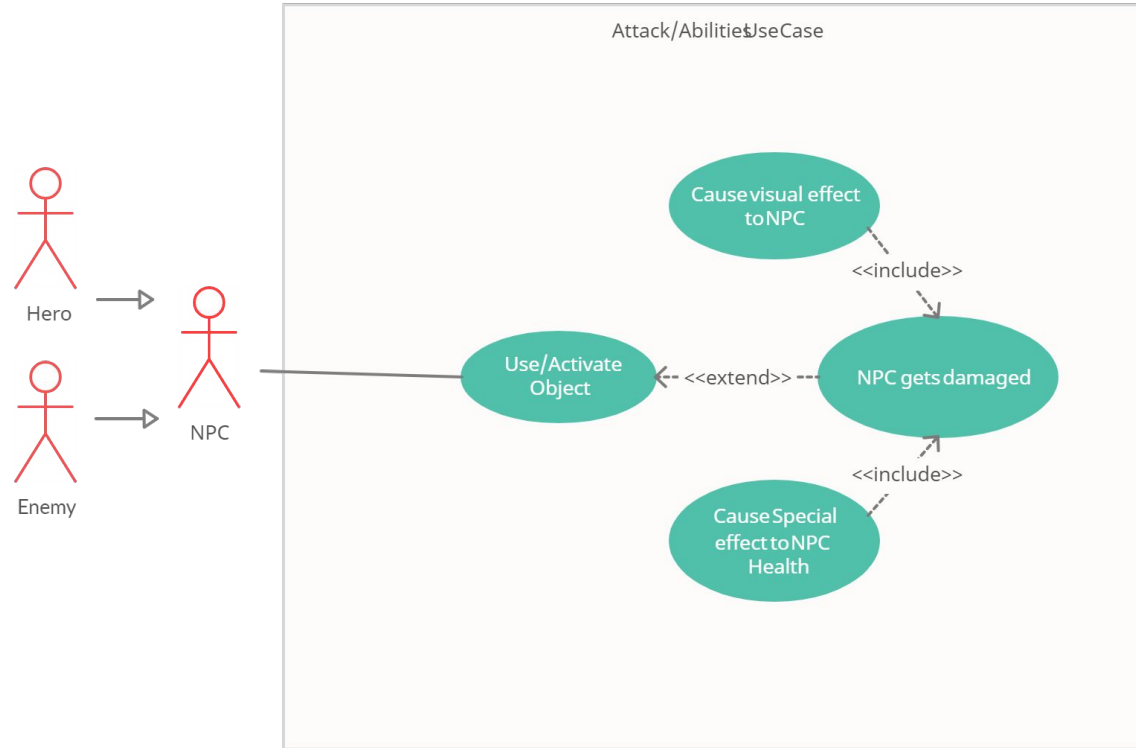 Attack/Abilities UseCase
Cause visual effect
to NPC
<<include>>
Hero
Use/Activate
Object
<<extend>>
NPC gets damaged
NPC
<<include>>
Enemy
Cause Special
effect to NPC
Health